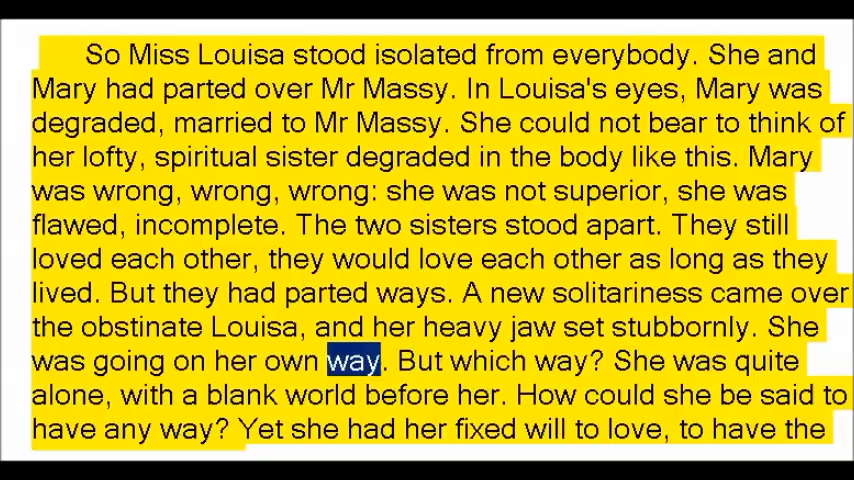 So Miss Louisa stood isolated from everybody. She and
Mary had parted over Mr Massy. In Louisa's eyes, Mary was
degraded, married to Mr Massy. She could not bear to think of
her lofty, spiritual sister degraded in the body like this. Mary
was wrong, wrong, wrong: she was not superior, she was
flawed, incomplete. The two sisters stood apart. They still
loved each other, they would love each other as long as they
lived. But they had parted ways. A new solitariness came over
the obstinate Louisa, and her heavy jaw set stubbornly. She
was going on her own way. But which way? She was quite
alone, with a blank world before her. How could she be said to
have any way? Yet she had her fixed will to love, to have the